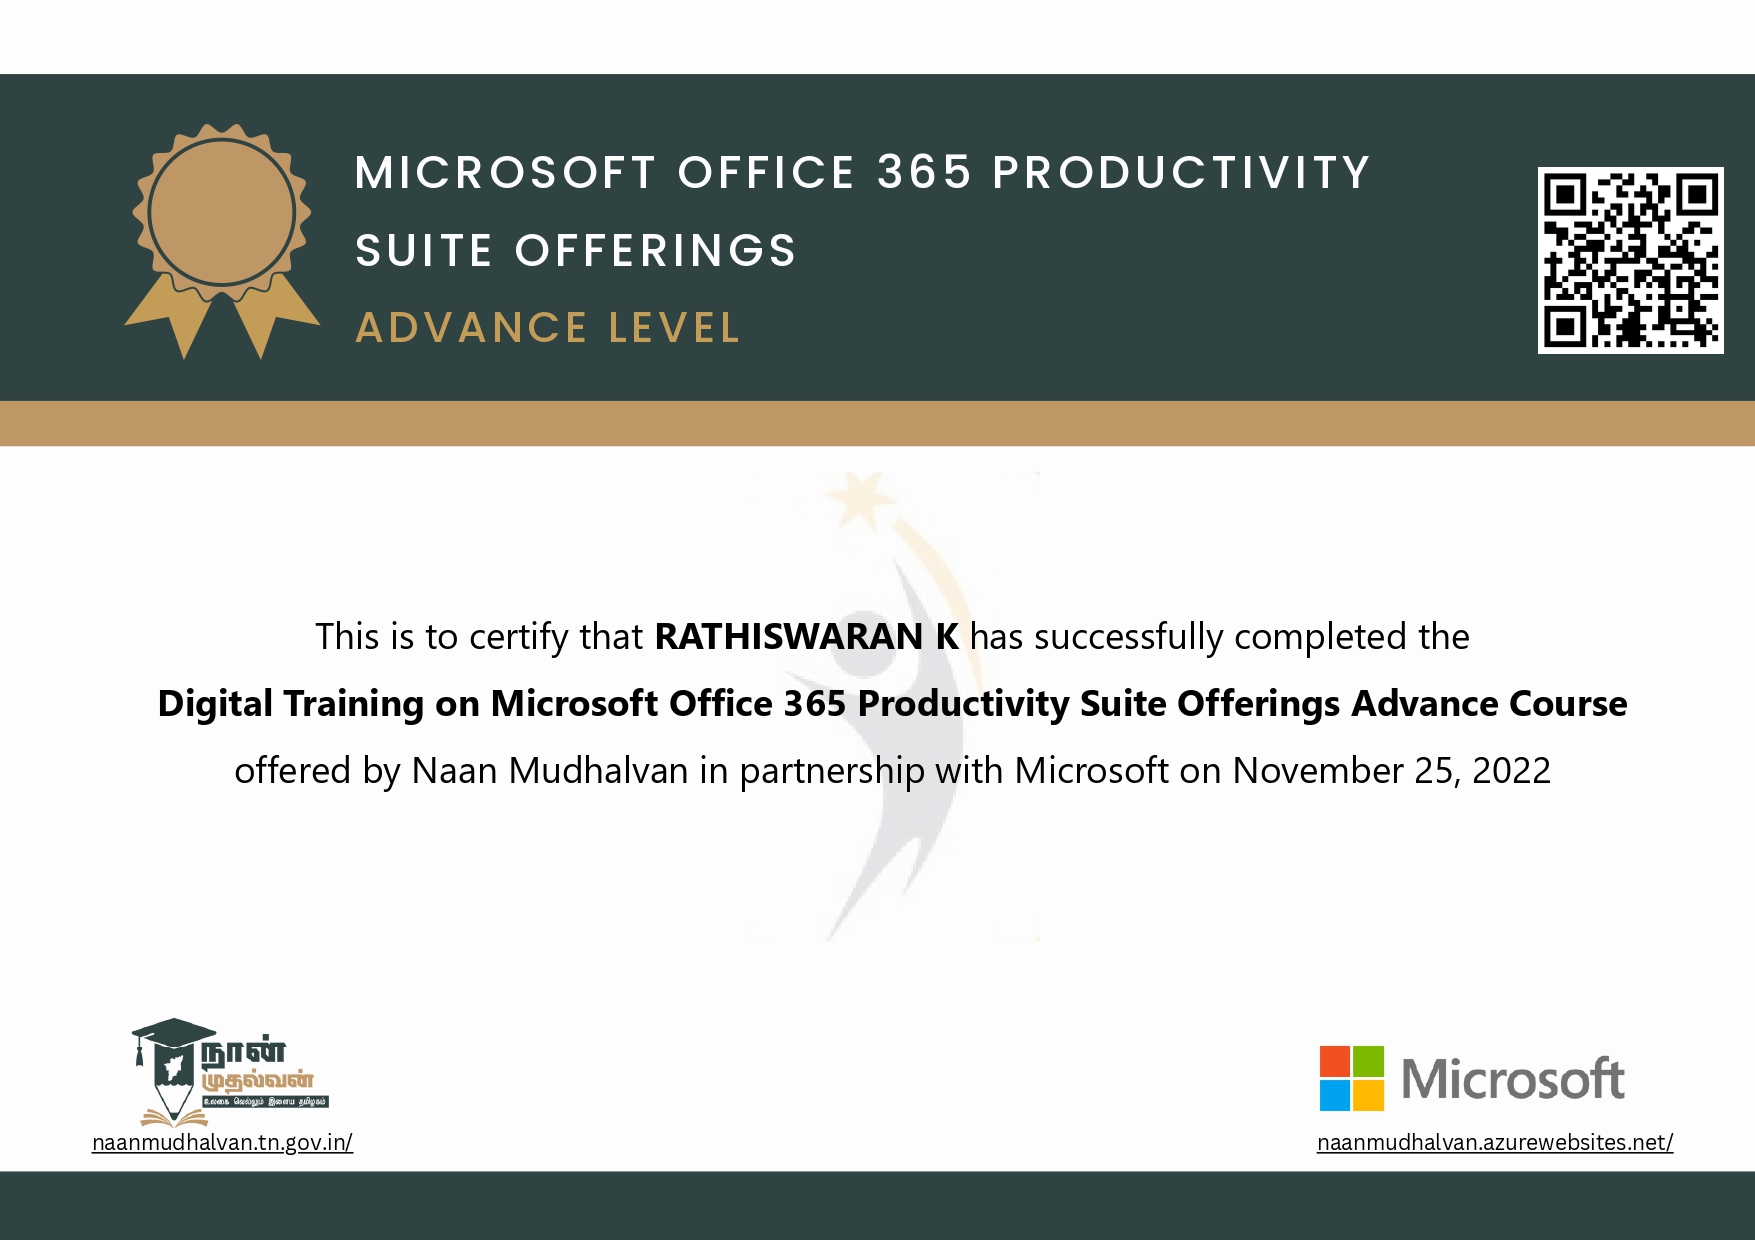 MICROSOFT OFFICE 365 PRODUCTIVITY
SUITE OFFERINGS
ADVANCE LEVEL
This is to certify that RATHISWARAN K has successfully completed the
Digital Training on Microsoft Office 365 Productivity Suite Offerings Advance Course
offered by Naan Mudhalvan in partnership with Microsoft on November 25, 2022
நான்
முதல்வன்
உலகை வெல்லும் இளைய தமிழகம்
naanmudhalvan.tn.gov.in/
Microsoft
naanmudhalvan.azurewebsites.net/